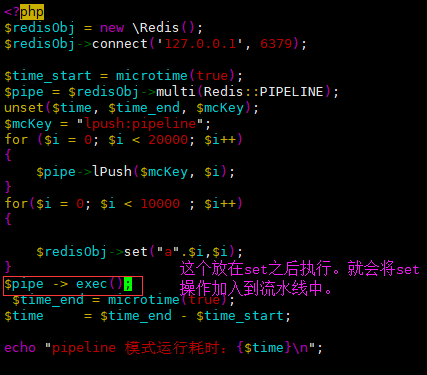 <?php
$redisObj = new \Redis();
$redisObj->connect('127.0.0.1', 6379);
$time_start = microtime(true);
$pipe = $redisObj->multi(Redis::PIPELINE);
unset($time, $time_end, $mcKey);
$mcKey = "lpush:pipeline";
for ($i = 0; $i < 20000; $i++)
{
$pipe->lPush($mcKey, $i);
}
for($i = 0; $i < 10000 ; $i++)
{
$redisObj->set("a".$i,$i);
}
这个放在set之后执行。就会将set
操作加入到流水线中。
$pipe -> exec();
$time_end = microtime(true);
$time = $time_end - $time_start;
echo "pipeline 模式运行耗时：{$time}\n";